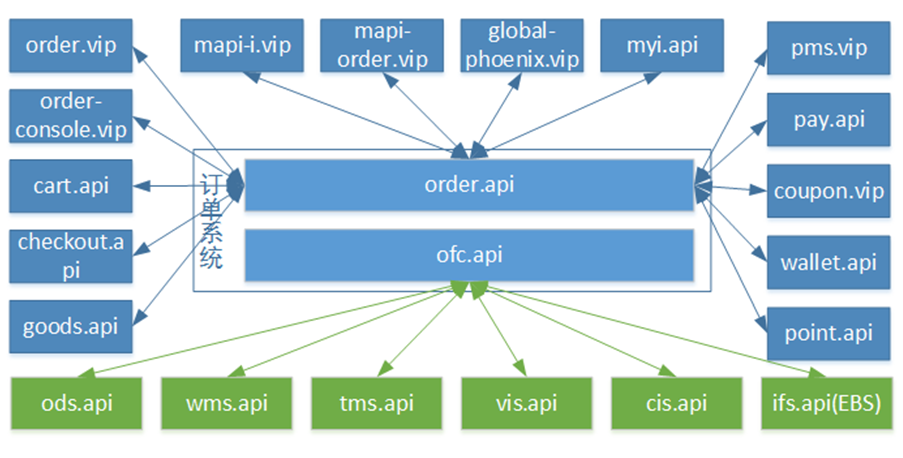 order.vip
mapi-i.vip
mapi-
order.vip
global-
phoenix.vip
myi.api
pms.vip
order-
console.vip
pay.api
cart.api
订单系统
order.api
coupon.vip
checkout.a
pi
ofc.api
wallet.api
goods.api
point.api
ods.api
wms.api
tms.api
vis.api
cis.api
ifs.api(EBS)